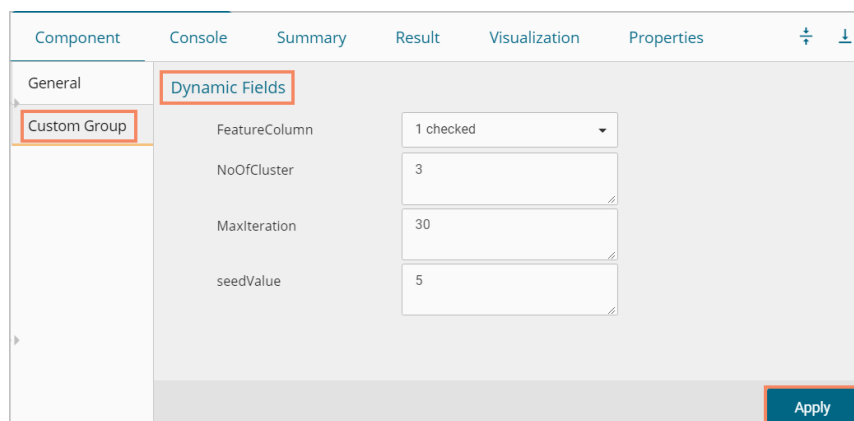 Component Console Summary Result Visualization Properties
General
Custom Group
Dynamic Fields
FeatureColumn 1 checked
NoOfCluster 3
MaxIteration 30
seedValue 5
Apply